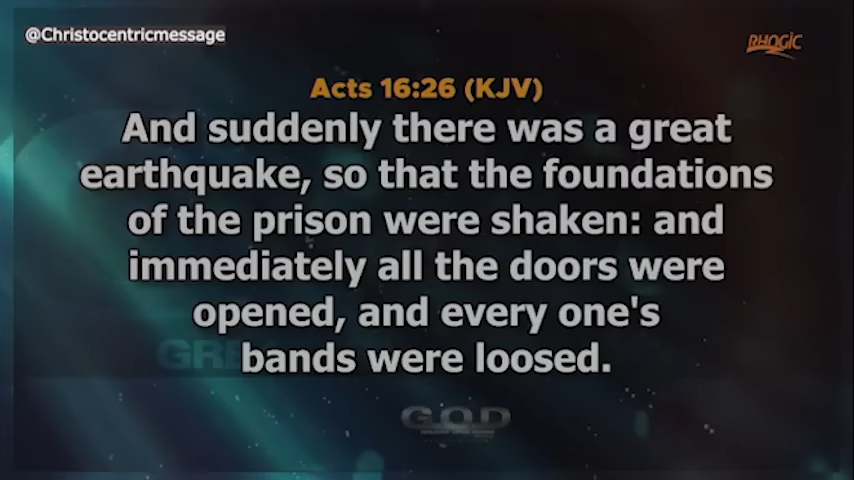 @Christocentricmessage
RHOGIC
Acts 16:26 (KJV)
And suddenly there was a great
earthquake, so that the foundations
of the prison were shaken: and
immediately all the doors were
opened, and every one's
bands were loosed.
G.O.D